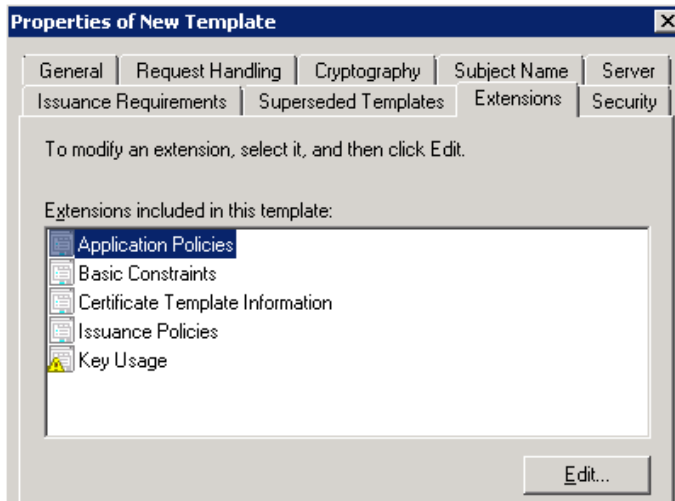 Properties of New Template
General Request Handling Cryptography Subject Name Server
Issuance Requirements Superseded Templates Extensions Security
To modify an extension, select it, and then click Edit.
Extensions included in this template:
Application Policies
Basic Constraints
Certificate Template Information
Issuance Policies
Key Usage
Edit...